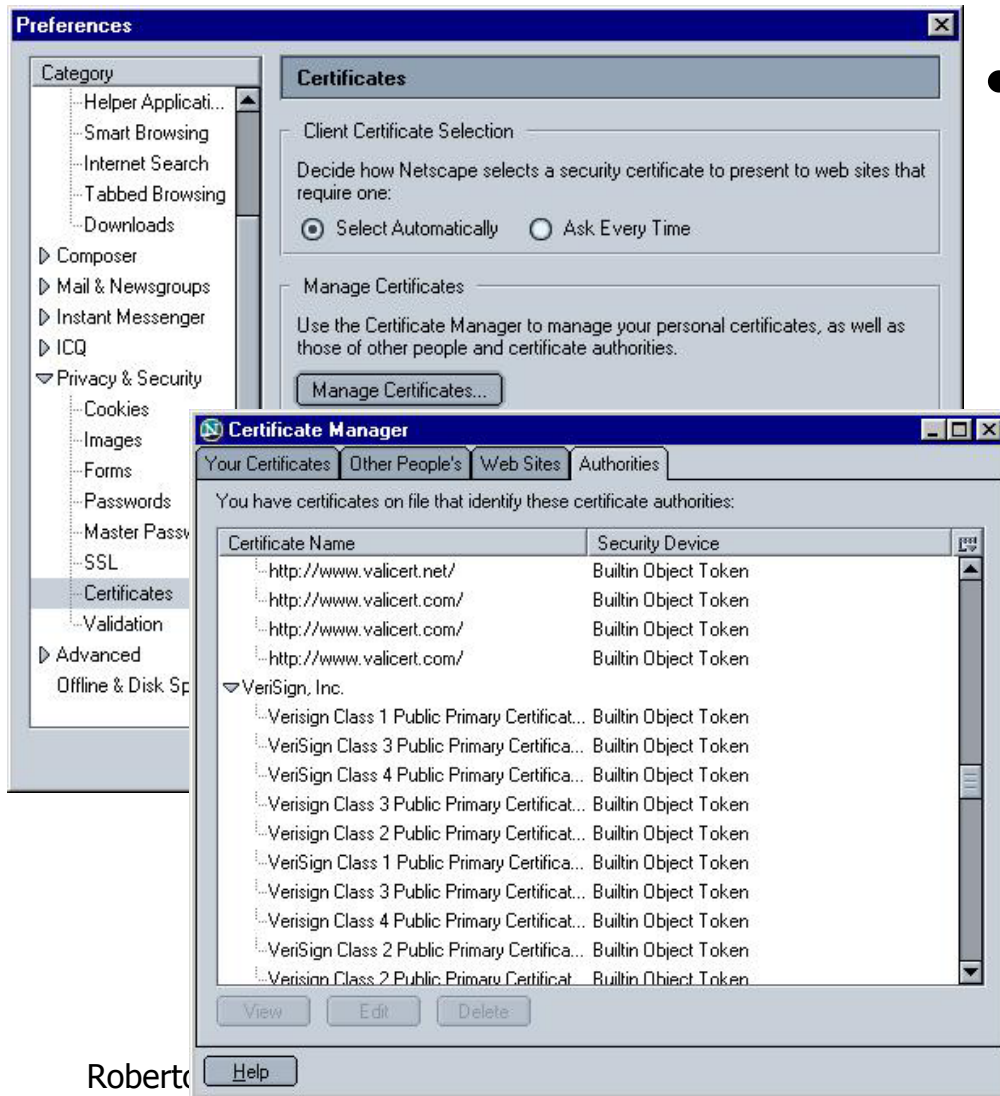 Preferences
Category
Helper Applicati...
Smart Browsing
Internet Search
Tabbed Browsing
Downloads
Composer
Mail & Newsgroups
Instant Messenger
ICQ
Privacy & Security
Cookies
Images
Forms
Passwords
Master Passw
SSL
Certificates
Validation
Advanced
Offline & Disk Sp
Certificates
Client Certificate Selection
Decide how Netscape selects a security certificate to present to web sites that
require one:
Select Automatically Ask Every Time
Manage Certificates
Use the Certificate Manager to manage your personal certificates, as well as
those of other people and certificate authorities.
Manage Certificates...
Certificate Manager
Your Certificates Other People's Web Sites Authorities
You have certificates on file that identify these certificate authorities:
Certificate Name Security Device
http://www.valicert.net/ Builtin Object Token
http://www.valicert.com/ Builtin Object Token
http://www.valicert.com/ Builtin Object Token
http://www.valicert.com/ Builtin Object Token
VeriSign, Inc.
Verisign Class 1 Public Primary Certificat... Builtin Object Token
VeriSign Class 3 Public Primary Certifica... Builtin Object Token
VeriSign Class 4 Public Primary Certifica... Builtin Object Token
Verisign Class 3 Public Primary Certificat... Builtin Object Token
Verisign Class 2 Public Primary Certificat... Builtin Object Token
VeriSign Class 1 Public Primary Certifica... Builtin Object Token
Verisign Class 3 Public Primary Certificat... Builtin Object Token
Verisign Class 4 Public Primary Certificat... Builtin Object Token
VeriSign Class 2 Public Primary Certifica... Builtin Object Token
Verisign Class 2 Public Primary Certificat Builtin Object Token
View Edit Delete
Help
Roberto